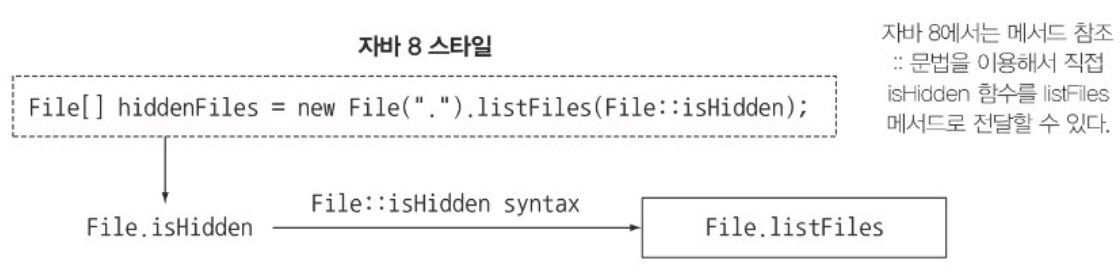 자바 8 스타일
File[] hiddenFiles = new File(".").listFiles(File::isHidden);
자바 8에서는 메서드 참조
:: 문법을 이용해서 직접
isHidden 함수를 listFiles
메서드로 전달할 수 있다.
File::isHidden syntax
File.isHidden
File.listFiles